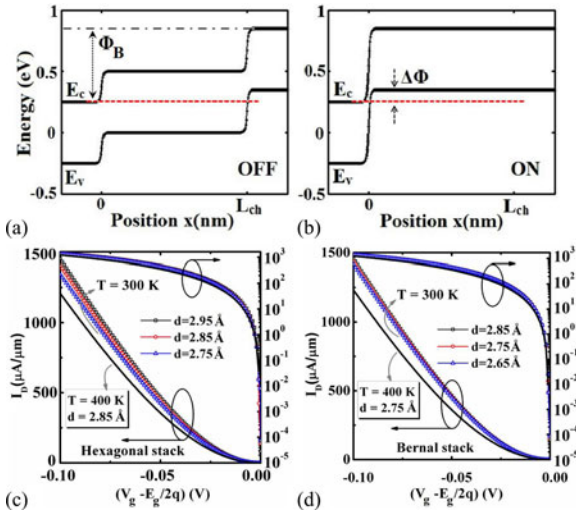 1
0.5
0
-0.5
Energy (eV)
Φ_B
E_c
E_v
OFF
0
L_ch
Position x(nm)
(a)
1
0.5
0
-0.5
ΔΦ
E_c
E_v
ON
0
L_ch
Position x(nm)
(b)
1500
1000
500
0
I_D(µA/µm)
T = 300 K
d=2.95 Å
d=2.85 Å
d=2.75 Å
T = 400 K
d = 2.85 Å
Hexagonal stack
10^3
10^2
10^1
10^0
10^-1
10^-2
10^-3
10^-4
10^-5
-0.10
-0.05
0.00
(V_g -E_g/2q) (V)
(c)
1500
1000
500
0
I_D(µA/µm)
T = 300 K
d=2.85 Å
d=2.75 Å
d=2.65 Å
T = 400 K
d = 2.75 Å
Bernal stack
10^3
10^2
10^1
10^0
10^-1
10^-2
10^-3
10^-4
10^-5
-0.10
-0.05
0.00
(V_g -E_g/2q) (V)
(d)